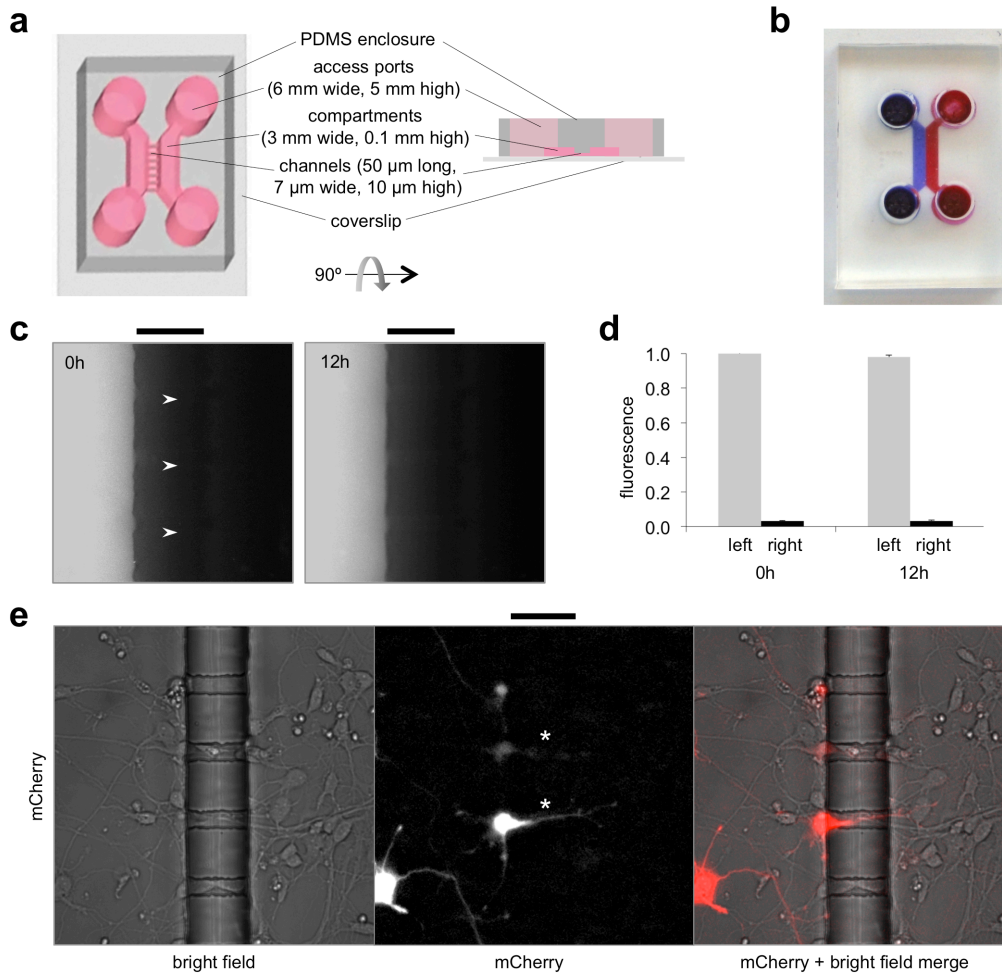 a
PDMS enclosure
access ports
(6 mm wide, 5 mm high)
compartments
(3 mm wide, 0.1 mm high)
channels (50 µm long,
7 µm wide, 10 µm high)
coverslip
90º
b
c
0h
12h
d
fluorescence
1.0
0.8
0.6
0.4
0.2
0.0
left right left right
0h 12h
e
mCherry
* 
*
bright field
mCherry
mCherry + bright field merge